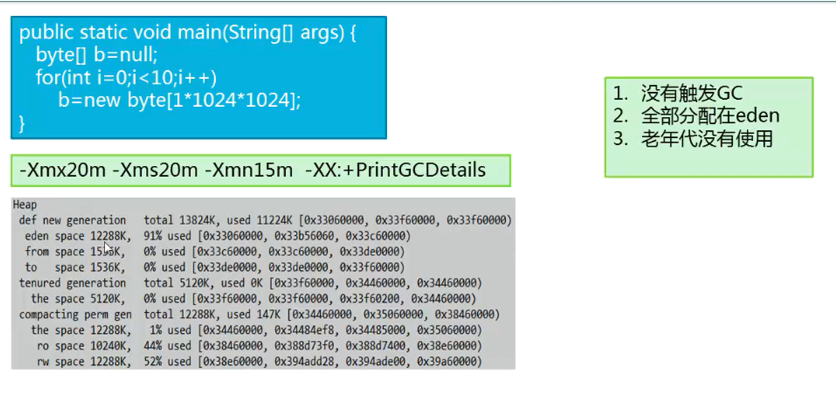 public static void main(String[] args) {
byte[] b=null;
for(int i=0;i<10;i++)
b=new byte[1*1024*1024];
}
1. 没有触发GC
2. 全部分配在eden
3. 老年代没有使用
-Xmx20m -Xms20m -Xmn15m -XX:+PrintGCDetails
Heap
def new generation total 13824K, used 11224K [0x33060000, 0x33f60000, 0x33f60000)
eden space 12288K, 91% used [0x33060000, 0x33b56060, 0x33c60000)
from space 1536K, 0% used [0x33c60000, 0x33c60000, 0x33de0000)
to space 1536K, 0% used [0x33de0000, 0x33de0000, 0x33f60000)
tenured generation total 5120K, used 0K [0x33f60000, 0x34460000, 0x34460000)
the space 5120K, 0% used [0x33f60000, 0x33f60000, 0x33f60200, 0x34460000)
compacting perm gen total 12288K, used 147K [0x34460000, 0x35060000, 0x38460000)
the space 12288K, 1% used [0x34460000, 0x34484ef8, 0x34485000, 0x35060000)
ro space 10240K, 44% used [0x38460000, 0x388d73f0, 0x388d7400, 0x38e60000)
rw space 12288K, 52% used [0x38e60000, 0x394add28, 0x394ade00, 0x39a60000)